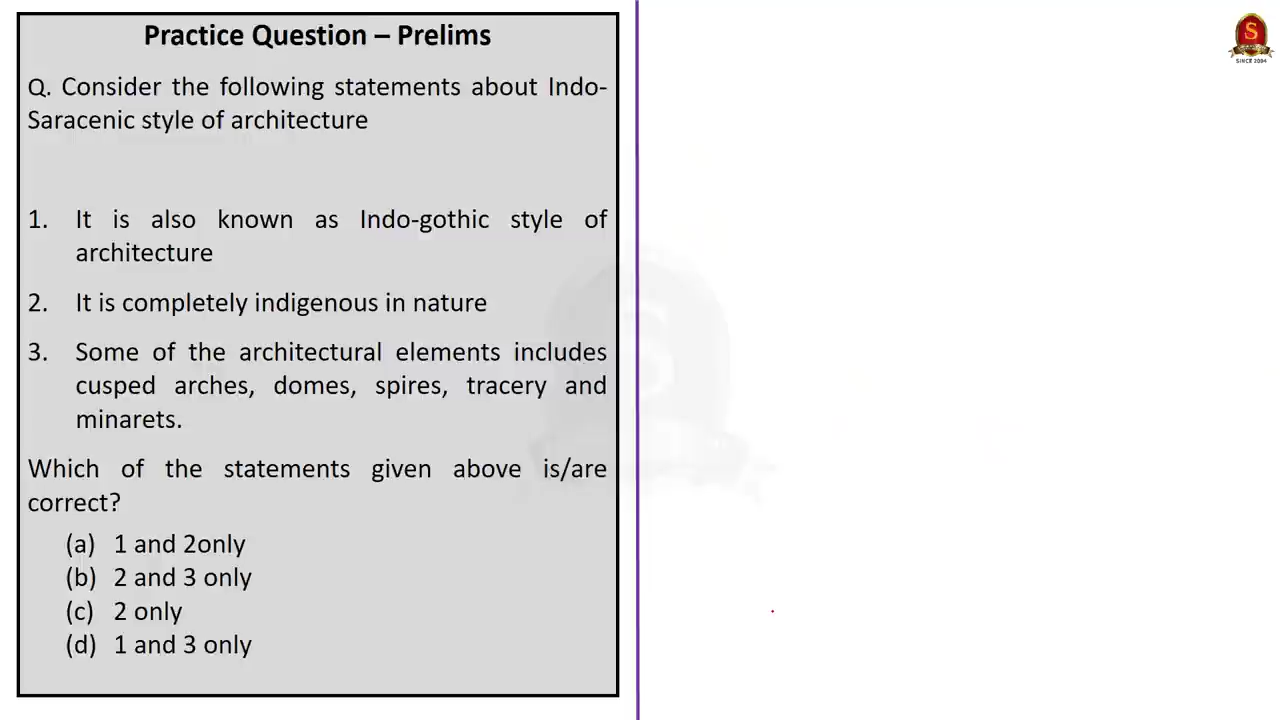 Practice Question – Prelims
Q. Consider the following statements about Indo-
Saracenic style of architecture
1. It is also known as Indo-gothic style of
architecture
2. It is completely indigenous in nature
3. Some of the architectural elements includes
cusped arches, domes, spires, tracery and
minarets.
Which of the statements given above is/are
correct?
(a) 1 and 2only
(b) 2 and 3 only
(c) 2 only
(d) 1 and 3 only
S
SINCE 2004